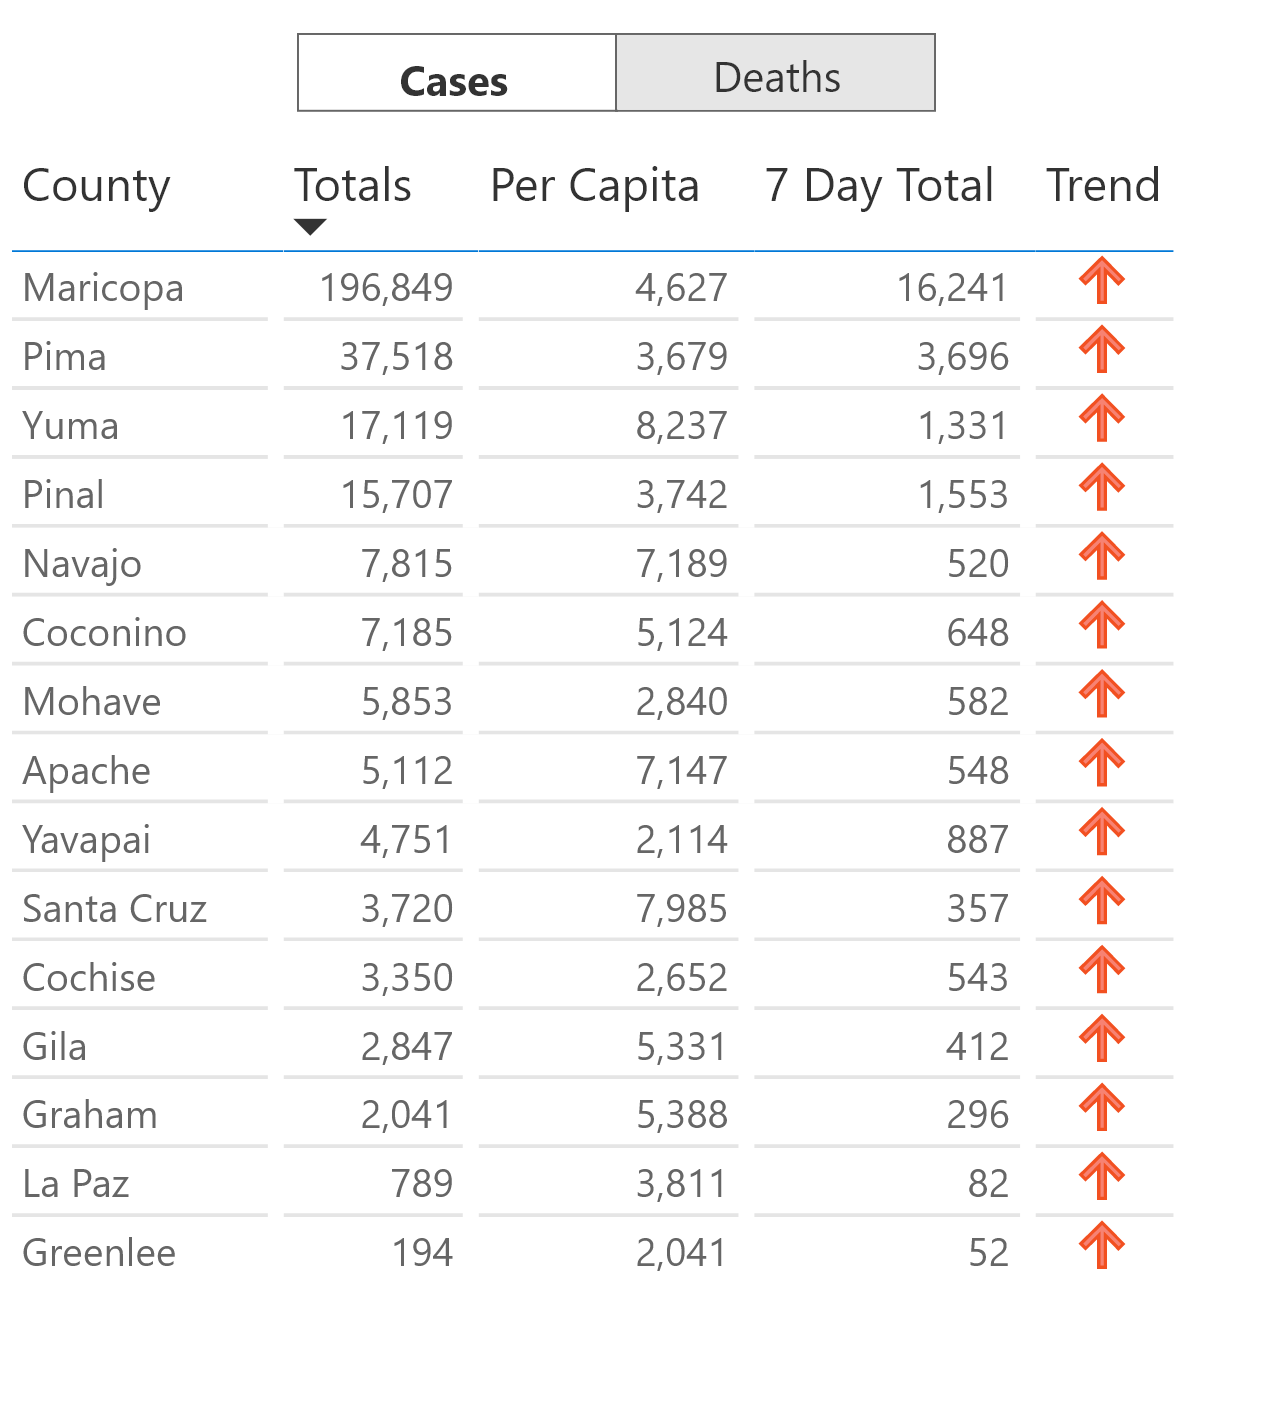 Cases Deaths
County Totals Per Capita 7 Day Total Trend
Maricopa 196,849 4,627 16,241
Pima 37,518 3,679 3,696
Yuma 17,119 8,237 1,331
Pinal 15,707 3,742 1,553
Navajo 7,815 7,189 520
Coconino 7,185 5,124 648
Mohave 5,853 2,840 582
Apache 5,112 7,147 548
Yavapai 4,751 2,114 887
Santa Cruz 3,720 7,985 357
Cochise 3,350 2,652 543
Gila 2,847 5,331 412
Graham 2,041 5,388 296
La Paz 789 3,811 82
Greenlee 194 2,041 52